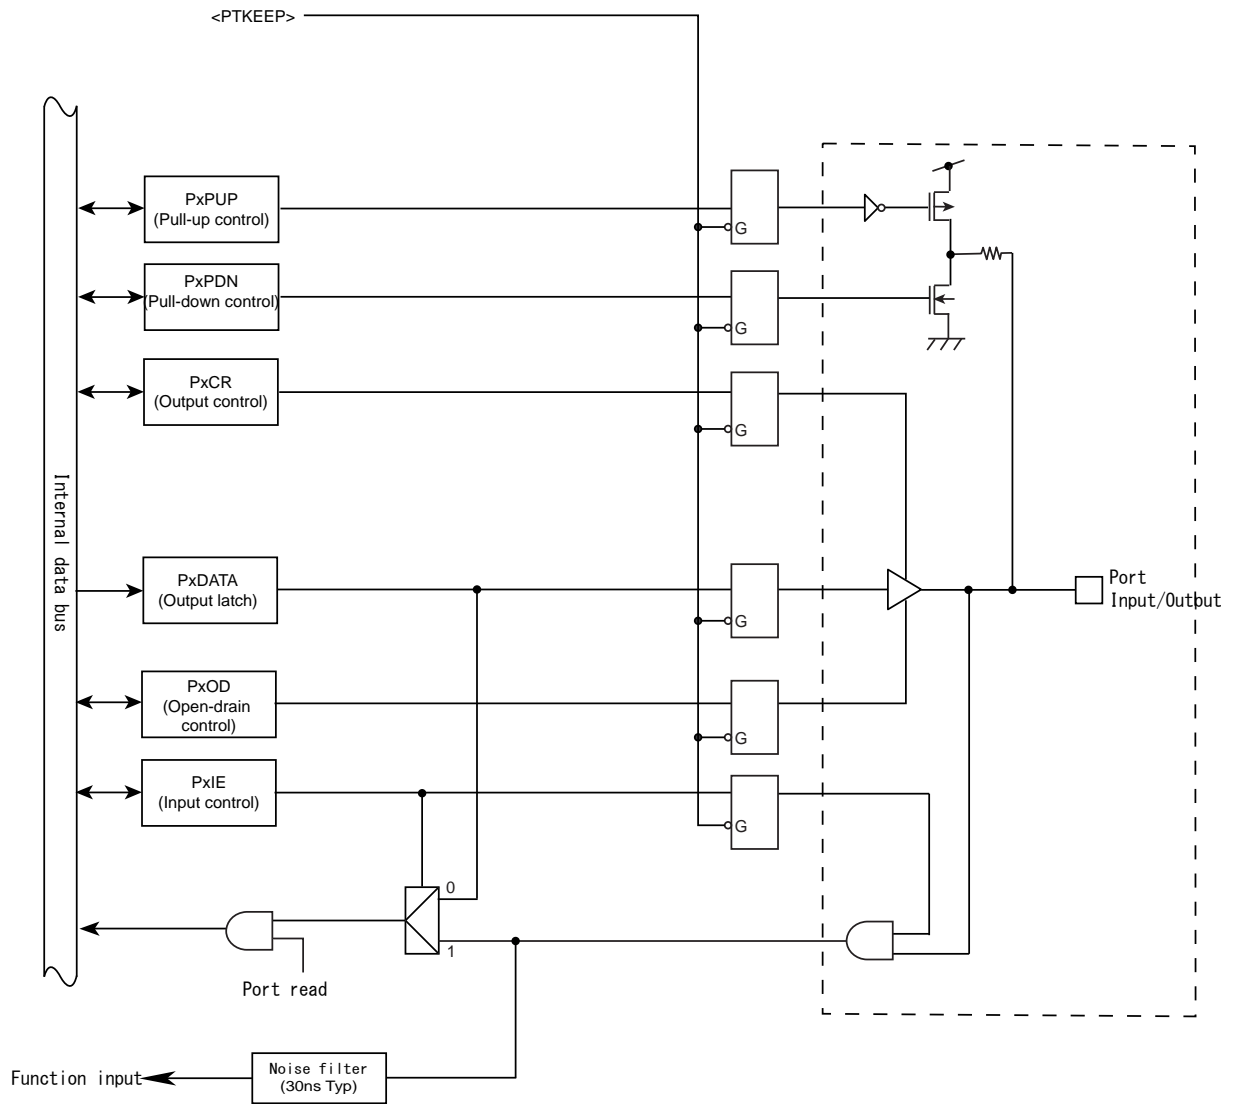 <PTKEEP>
PxPUP
(Pull-up control)
G
PxPDN
(Pull-down control)
G
PxCR
(Output control)
G
Internal data bus
PxDATA
(Output latch)
G
Port
Input/Output
PxOD
(Open-drain
control)
G
PxIE
(Input control)
G
0
1
Port read
Noise filter
(30ns Typ)
Function input